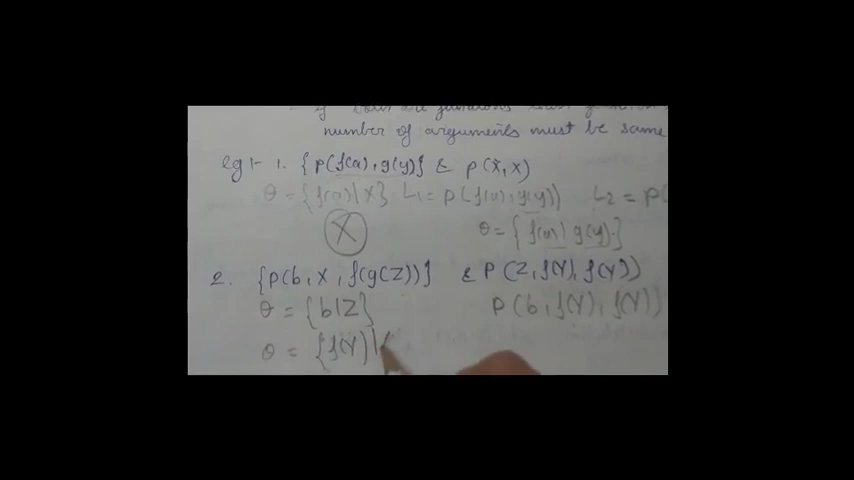 number of arguments must be same
eg:- 1. {p(f(a), g(y)} & p(x, x)
θ = {f(a)|x} L₁ = p(f(a), g(y)) L₂ = p(
X θ = {f(a)| g(y)}
2. {p(b, X, f(g(Z))} & p(Z, f(Y), f(Y))
θ = {b|Z} p(b, f(Y), f(Y)
θ = {f(Y)|